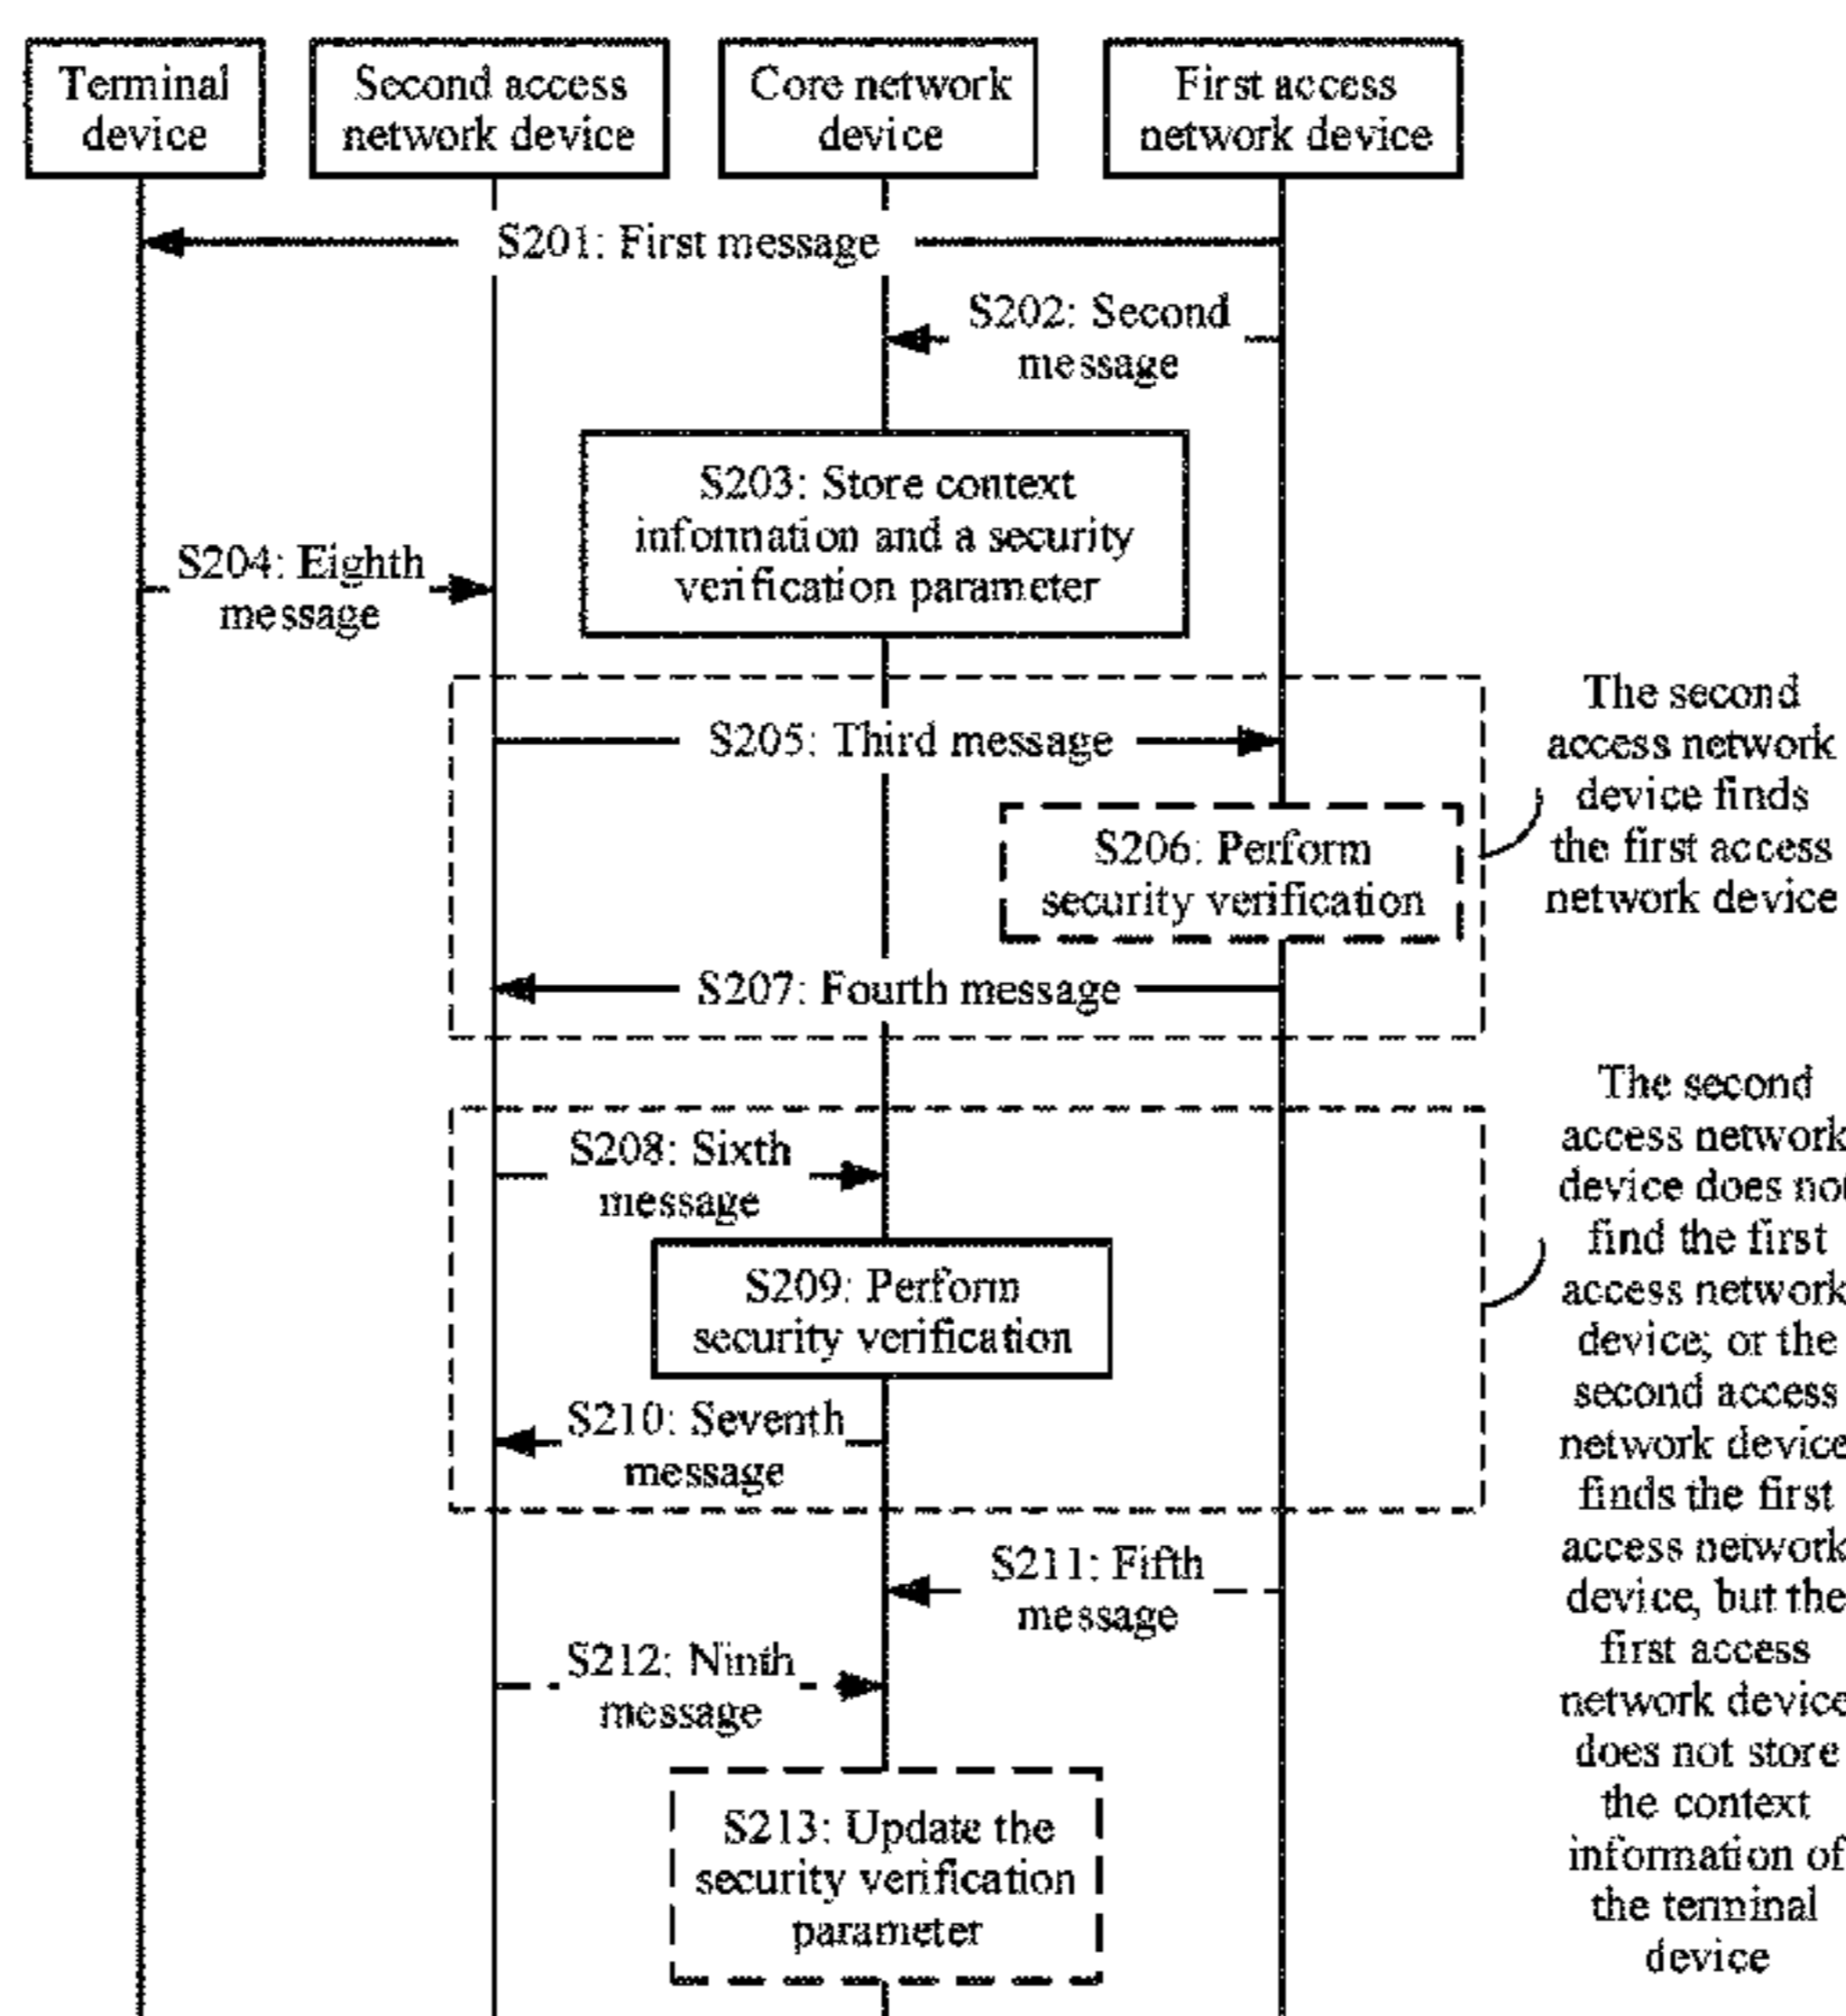 Terminal
device
Second access
network device
Core network
device
First access
network device
S201: First message
S202: Second
message
S203: Store context
information and a security
verification parameter
S204: Eighth
message
S205: Third message
S206: Perform
security verification
S207: Fourth message
The second
access network
device finds
the first access
network device
S208: Sixth
message
S209: Perform
security verification
S210: Seventh
message
The second
access network
device does not
find the first
access network
device; or the
second access
network device
finds the first
access network
device, but the
first access
network device
does not store
the context
information of
the terminal
device
S211: Fifth
message
S212: Ninth
message
S213: Update the
security verification
parameter